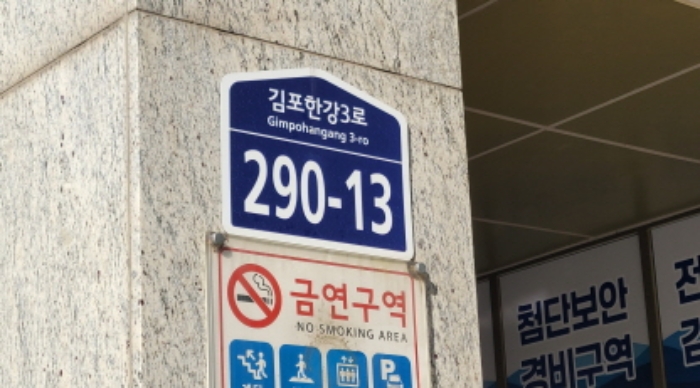 김포한강3로
Gimpohangang 3-ro
290-13
금연구역
NO SMOKING AREA
첨단보안
경비구역